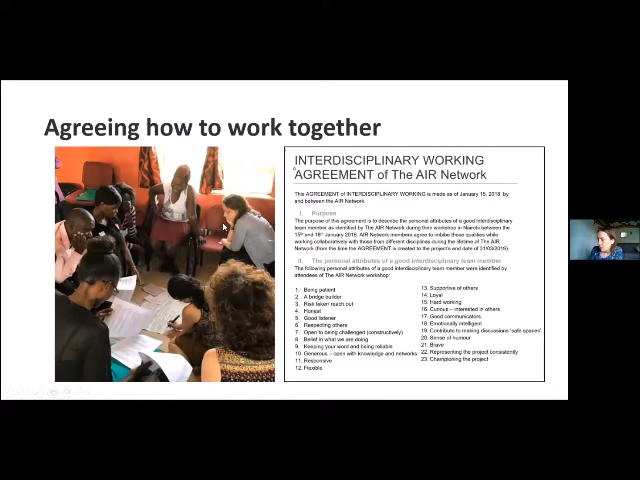 Agreeing how to work together
INTERDISCIPLINARY WORKING
AGREEMENT of The AIR Network
This AGREEMENT of INTERDISCIPLINARY WORKING is made as of January 15, 2018, by
and between the AIR Network.
I. Purpose
The purpose of this agreement is to describe the personal attributes of a good interdisciplinary
team member as identified by the AIR Network during their workshop in Nairobi between the
15th and 18th January 2018. AIR Network members agree to imbibe these qualities while
working collaboratively with those from different disciplines during the lifetime of The AIR
Network (from the time the AGREEMENT is created to the project's end date of 31/03/2019).
II. The personal attributes of a good interdisciplinary team member
The following personal attributes of a good interdisciplinary team member were identified by
attendees of The AIR Network workshop:
1. Being patient
2. A bridge builder
3. Risk taker/ reach out
4. Honest
5. Good listener
6. Respecting others
7. Open to being challenged (constructively)
8. Belief in what we are doing
9. Keeping your word and being reliable
10. Generous – open with knowledge and networks
11. Responsive
12. Flexible
13. Supportive of others
14. Loyal
15. Hard working
16. Curious – interested in others
17. Good communicators
18. Emotionally intelligent
19. Contribute to making discussions 'safe spaces'
20. Sense of humour
21. Brave
22. Representing the project consistently
23. Championing the project